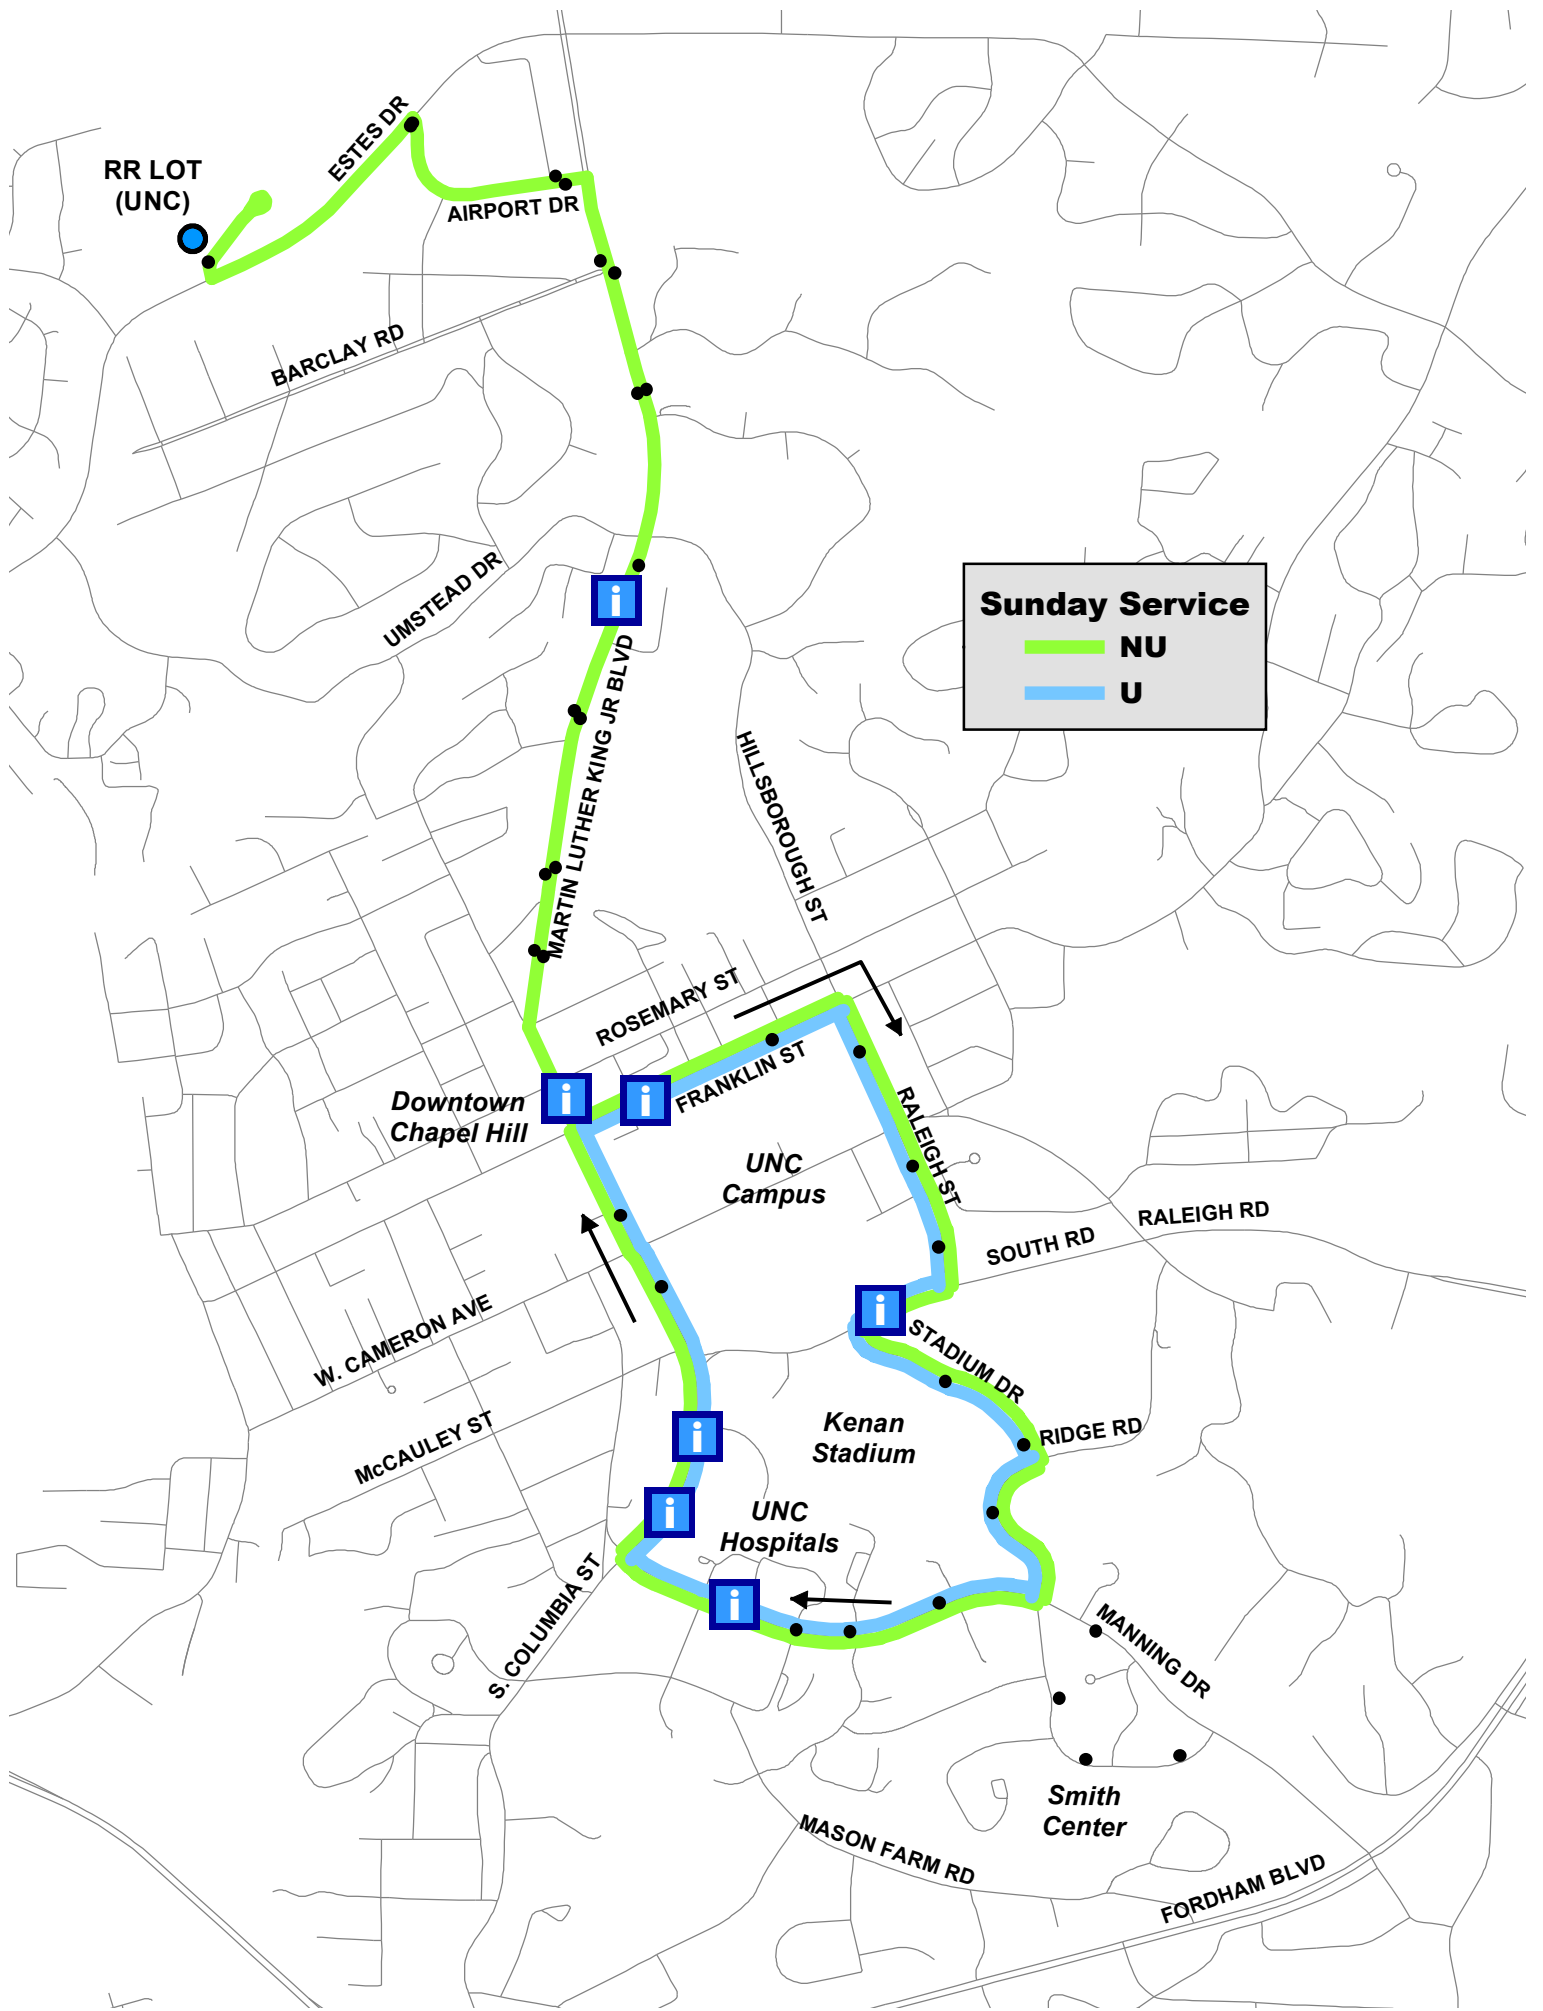 ESTES DR
RR LOT
(UNC)
AIRPORT DR
BARCLAY RD
UMSTEAD DR
Sunday Service
NU
U
MARTIN LUTHER KING JR BLVD
HILLSBOROUGH ST
ROSEMARY ST
FRANKLIN ST
Downtown
Chapel Hill
RALEIGH ST
UNC
Campus
RALEIGH RD
SOUTH RD
W. CAMERON AVE
STADIUM DR
McCAULEY ST
Kenan
Stadium
RIDGE RD
UNC
Hospitals
S. COLUMBIA ST
MANNING DR
Smith
Center
MASON FARM RD
FORDHAM BLVD
i
i
i
i
i
i
i